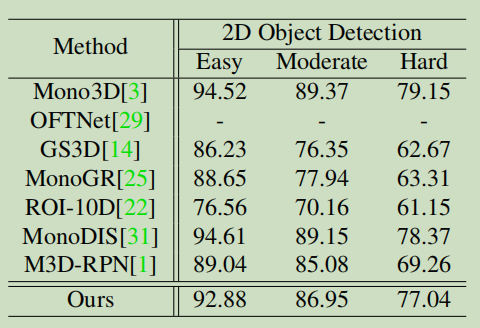 Method 2D Object Detection
Easy Moderate Hard
Mono3D[3] 94.52 89.37 79.15
OFTNet[29] - - -
GS3D[14] 86.23 76.35 62.67
MonoGR[25] 88.65 77.94 63.31
ROI-10D[22] 76.56 70.16 61.15
MonoDIS[31] 94.61 89.15 78.37
M3D-RPN[1] 89.04 85.08 69.26
Ours 92.88 86.95 77.04